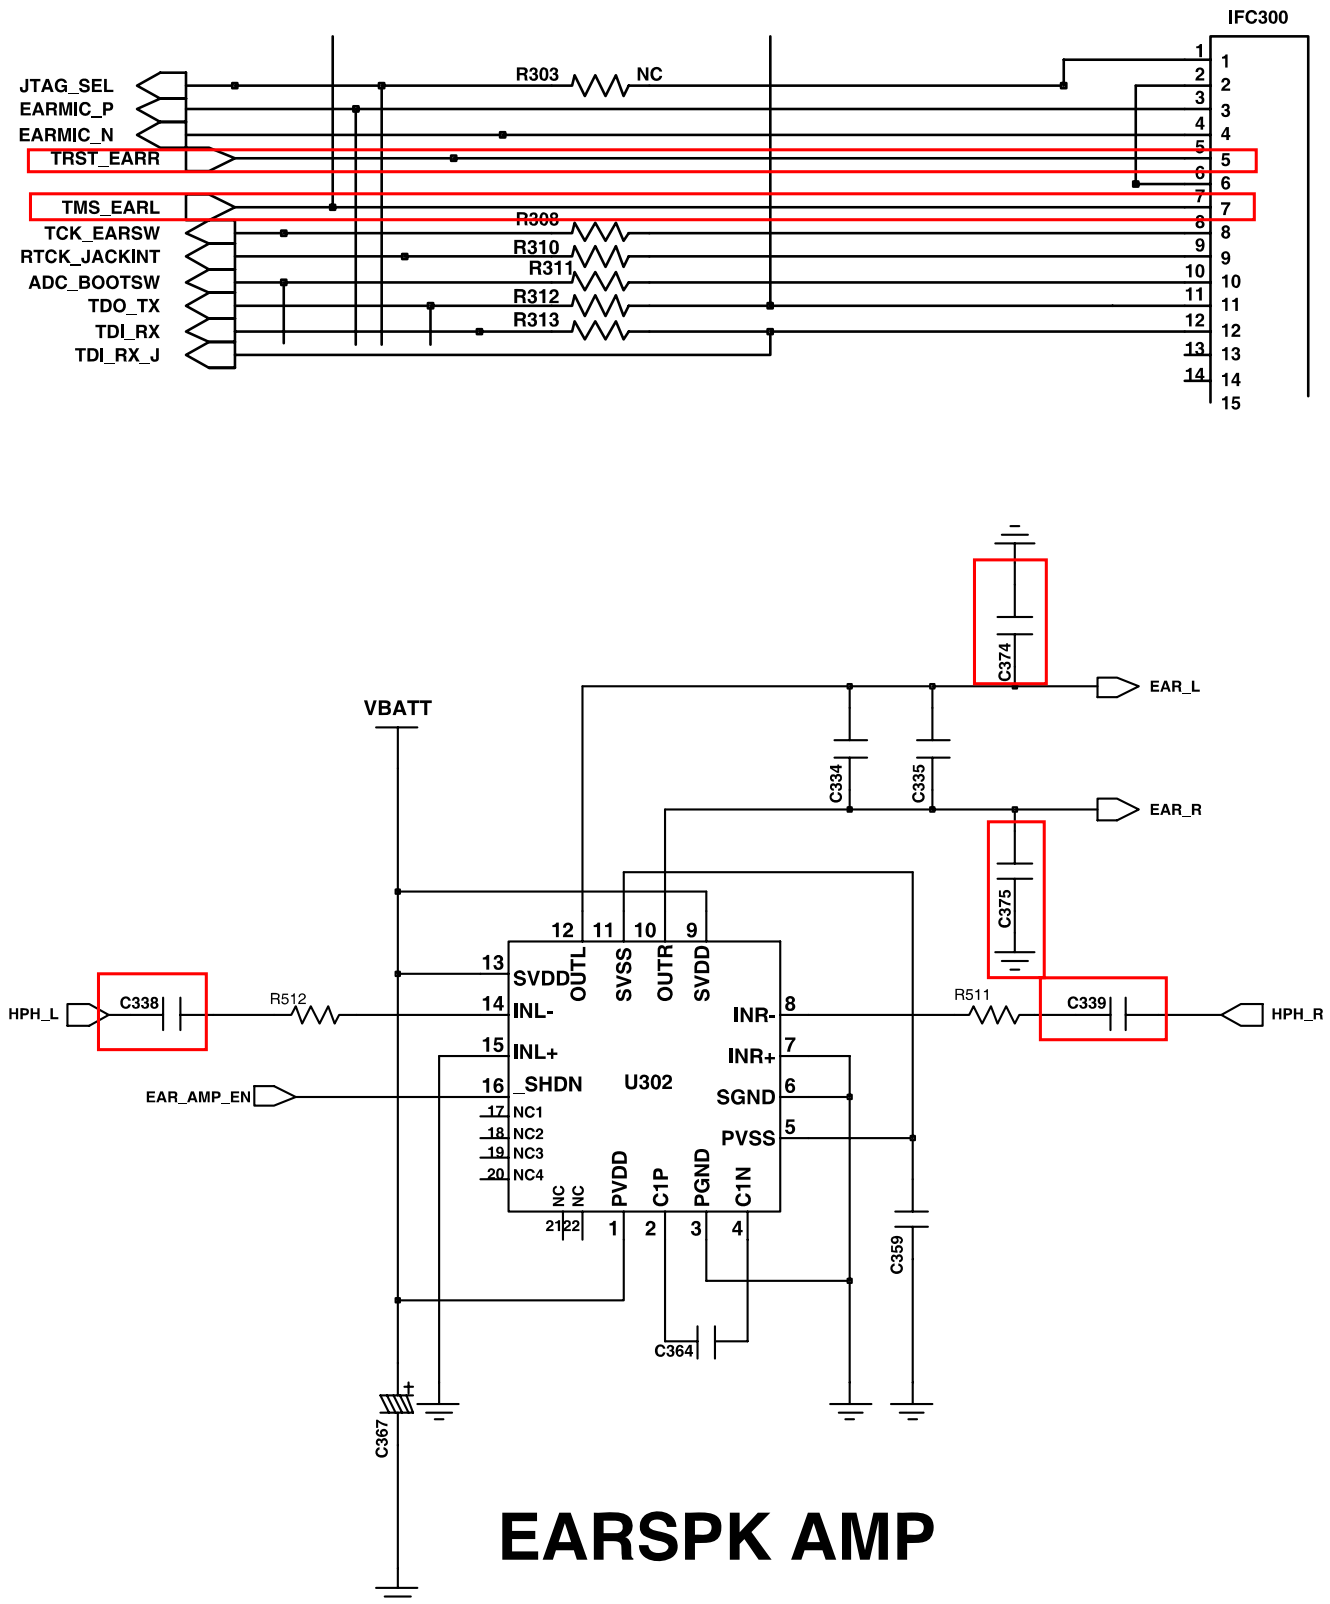 IFC300
1 1
JTAG_SEL R303 NC 2 2
EARMIC_P 3 3
EARMIC_N 4 4
TRST_EARR 5 5
6 6
TMS_EARL 7 7
TCK_EARSW R308 8 8
RTCK_JACKINT R310 9 9
ADC_BOOTSW R311 10 10
TDO_TX R312 11 11
TDI_RX R313 12 12
TDI_RX_J 13 13
14 14
15
C374
EAR_L
VBATT
C334 C335
EAR_R
C375
12 11 10 9
OUTL SVSS OUTR SVDD
13 SVDD
HPH_L C338 R512 14 INL- INR- 8 R511 C339 HPH_R
15 INL+ INR+ 7
EAR_AMP_EN 16 _SHDN U302 SGND 6
17 NC1
18 NC2 PVSS 5
19 NC3
20 NC4
NC NC PVDD C1P PGND C1N
21 22 1 2 3 4
C359
C364
+
C367
EARSPK AMP